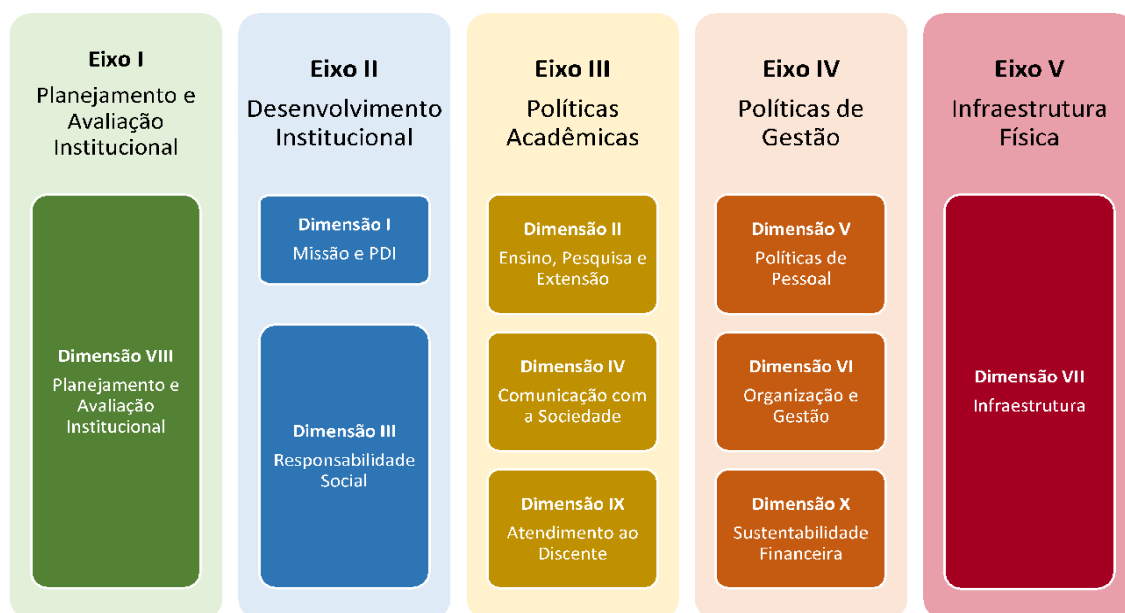 Eixo I
Planejamento e
Avaliação
Institucional
Dimensão VIII
Planejamento e
Avaliação
Institucional
Eixo II
Desenvolvimento
Institucional
Dimensão I
Missão e PDI
Dimensão III
Responsabilidade
Social
Eixo III
Políticas
Acadêmicas
Dimensão II
Ensino, Pesquisa e
Extensão
Dimensão IV
Comunicação com
a Sociedade
Dimensão IX
Atendimento ao
Discente
Eixo IV
Políticas de
Gestão
Dimensão V
Políticas de
Pessoal
Dimensão VI
Organização e
Gestão
Dimensão X
Sustentabilidade
Financeira
Eixo V
Infraestrutura
Física
Dimensão VII
Infraestrutura